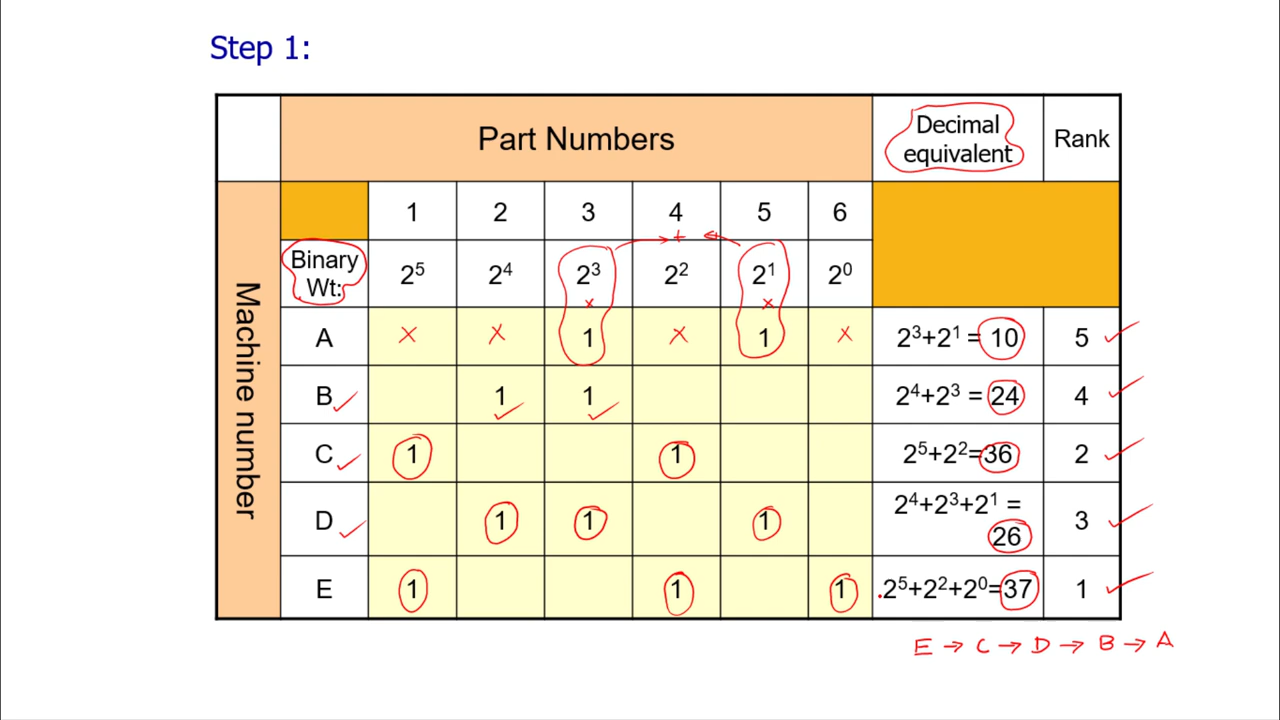 Step 1:
Part Numbers
Decimal equivalent
Rank
1 2 3 4 5 6
Binary Wt:
2⁵ 2⁴ 2³ 2² 2¹ 2⁰
Machine number
A × × 1 × 1 × 2³+2¹ = 10 5 ✓
B ✓ 1 ✓ 1 ✓ 2⁴+2³ = 24 4 ✓
C ✓ 1 1 2⁵+2²=36 2 ✓
D ✓ 1 1 1 2⁴+2³+2¹ = 26 3 ✓
E 1 1 1 2⁵+2²+2⁰=37 1 ✓
E → C → D → B → A